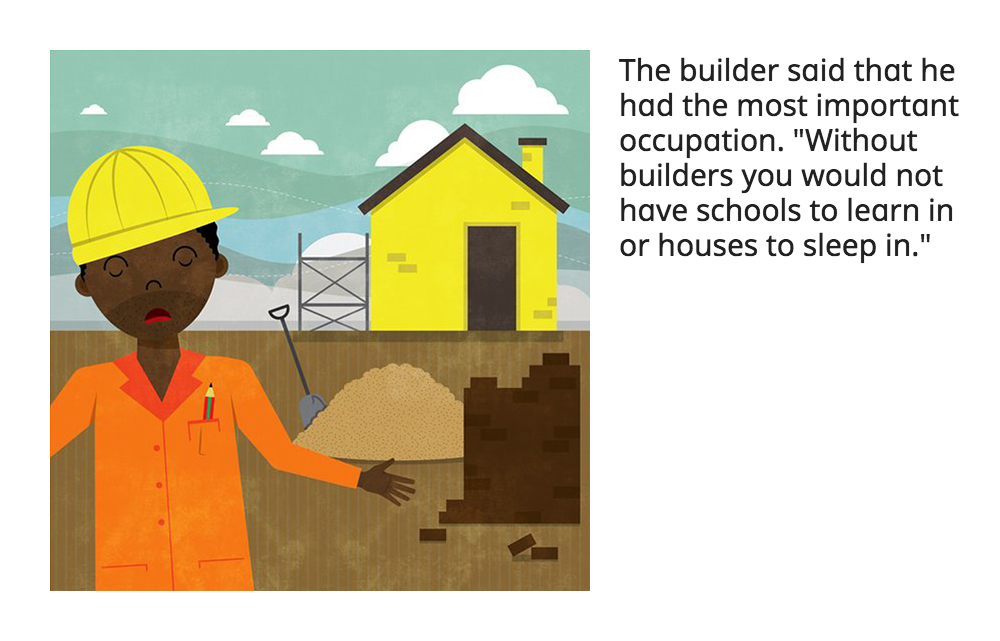 The builder said that he
had the most important
occupation. "Without
builders you would not
have schools to learn in
or houses to sleep in."